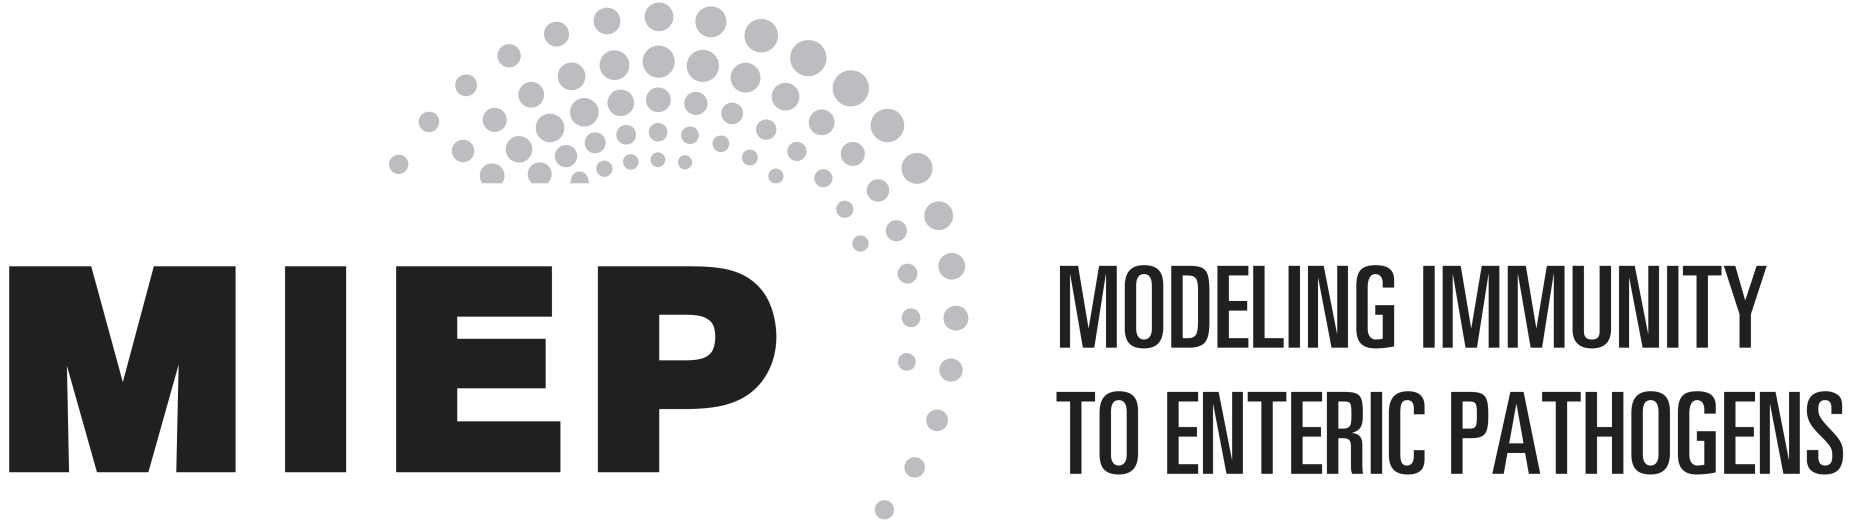 MIEP
MODELING IMMUNITY
TO ENTERIC PATHOGENS